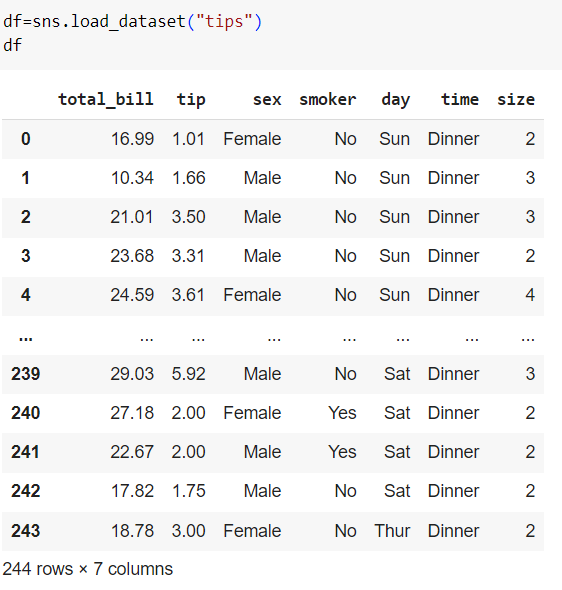 df=sns.load_dataset("tips")
df
total_bill tip sex smoker day time size
0 16.99 1.01 Female No Sun Dinner 2
1 10.34 1.66 Male No Sun Dinner 3
2 21.01 3.50 Male No Sun Dinner 3
3 23.68 3.31 Male No Sun Dinner 2
4 24.59 3.61 Female No Sun Dinner 4
... ... ... ... ... ... ... ...
239 29.03 5.92 Male No Sat Dinner 3
240 27.18 2.00 Female Yes Sat Dinner 2
241 22.67 2.00 Male Yes Sat Dinner 2
242 17.82 1.75 Male No Sat Dinner 2
243 18.78 3.00 Female No Thur Dinner 2
244 rows × 7 columns